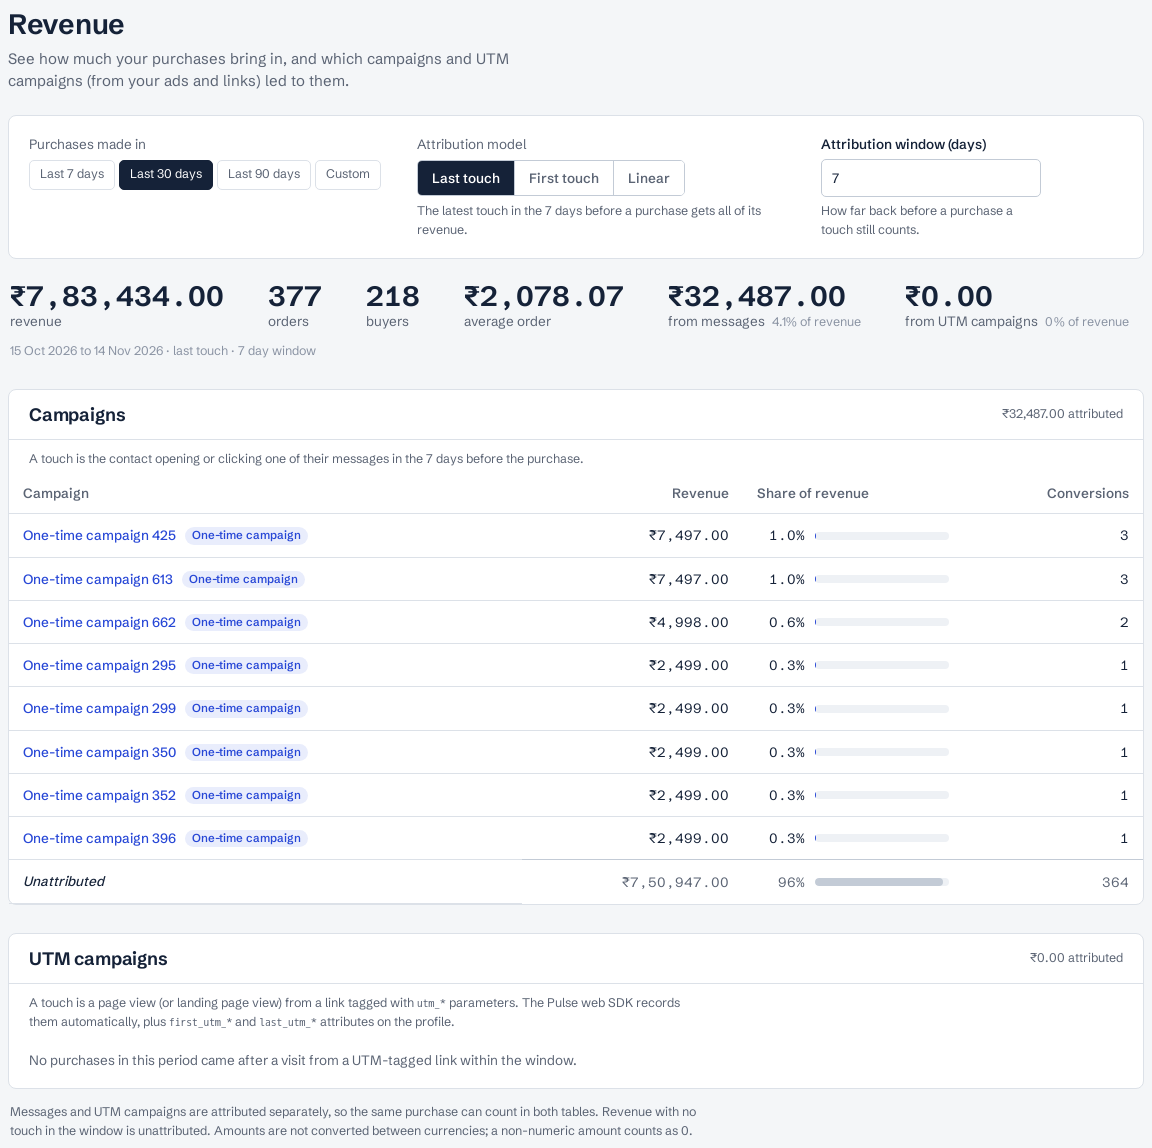 Revenue
See how much your purchases bring in, and which campaigns and UTM
campaigns (from your ads and links) led to them.
Purchases made in
Last 7 days Last 30 days Last 90 days Custom
Attribution model
Last touch First touch Linear
The latest touch in the 7 days before a purchase gets all of its
revenue.
Attribution window (days)
7
How far back before a purchase a
touch still counts.
₹7,83,434.00 377 218 ₹2,078.07 ₹32,487.00 ₹0.00
revenue orders buyers average order from messages 4.1% of revenue from UTM campaigns 0% of revenue
15 Oct 2026 to 14 Nov 2026 · last touch · 7 day window
Campaigns ₹32,487.00 attributed
A touch is the contact opening or clicking one of their messages in the 7 days before the purchase.
Campaign Revenue Share of revenue Conversions
One-time campaign 425 One-time campaign ₹7,497.00 1.0% 3
One-time campaign 613 One-time campaign ₹7,497.00 1.0% 3
One-time campaign 662 One-time campaign ₹4,998.00 0.6% 2
One-time campaign 295 One-time campaign ₹2,499.00 0.3% 1
One-time campaign 299 One-time campaign ₹2,499.00 0.3% 1
One-time campaign 350 One-time campaign ₹2,499.00 0.3% 1
One-time campaign 352 One-time campaign ₹2,499.00 0.3% 1
One-time campaign 396 One-time campaign ₹2,499.00 0.3% 1
Unattributed ₹7,50,947.00 96% 364
UTM campaigns ₹0.00 attributed
A touch is a page view (or landing page view) from a link tagged with utm_* parameters. The Pulse web SDK records
them automatically, plus first_utm_* and last_utm_* attributes on the profile.
No purchases in this period came after a visit from a UTM-tagged link within the window.
Messages and UTM campaigns are attributed separately, so the same purchase can count in both tables. Revenue with no
touch in the window is unattributed. Amounts are not converted between currencies; a non-numeric amount counts as 0.